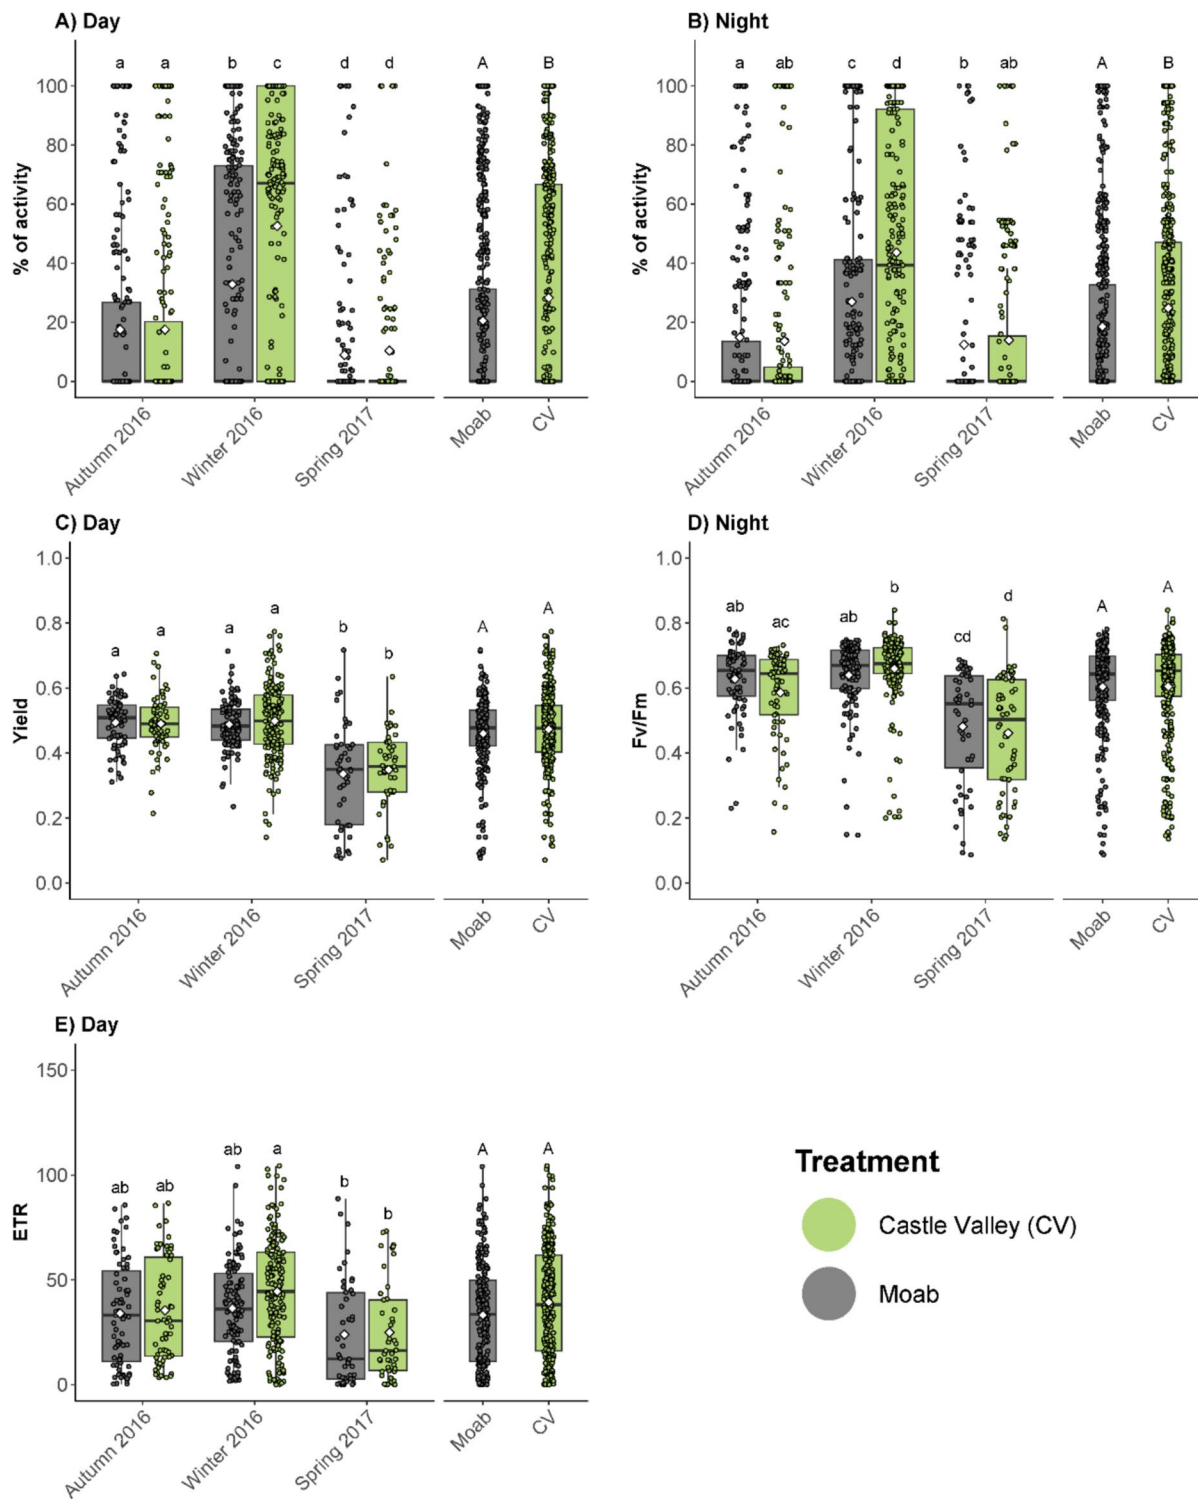 A) Day
B) Night
a a b c d d A B
a ab c d b ab A B
% of activity
100
80
60
40
20
0
Autumn 2016
Winter 2016
Spring 2017
Moab
CV
% of activity
100
80
60
40
20
0
Autumn 2016
Winter 2016
Spring 2017
Moab
CV
C) Day
D) Night
a a a a b b A A
ab ac ab b cd d A A
Yield
1.0
0.8
0.6
0.4
0.2
0.0
Autumn 2016
Winter 2016
Spring 2017
Moab
CV
Fv/Fm
1.0
0.8
0.6
0.4
0.2
0.0
Autumn 2016
Winter 2016
Spring 2017
Moab
CV
E) Day
ab ab ab a b b A A
ETR
150
100
50
0
Autumn 2016
Winter 2016
Spring 2017
Moab
CV
Treatment
Castle Valley (CV)
Moab